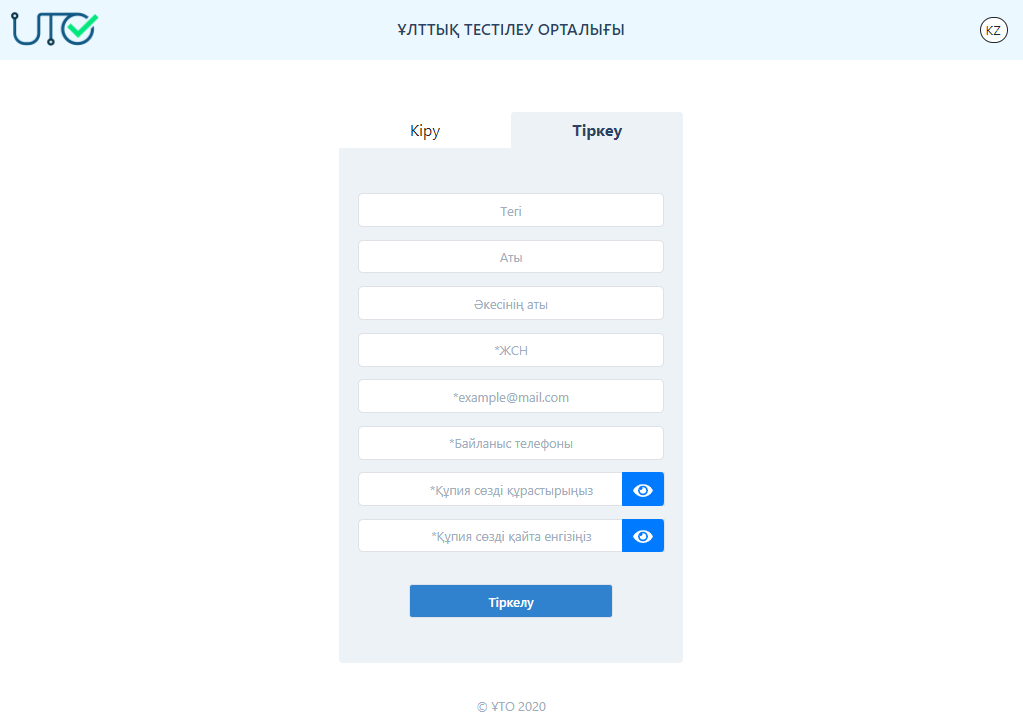 UTO
ҰЛТТЫҚ ТЕСТІЛЕУ ОРТАЛЫҒЫ
KZ
Кіру
Тіркеу
Тегі
Аты
Әкесінің аты
*ЖСН
*example@mail.com
*Байланыс телефоны
*Құпия сөзді құрастырыңыз
*Құпия сөзді қайта енгізіңіз
Тіркелу
© ҰТО 2020